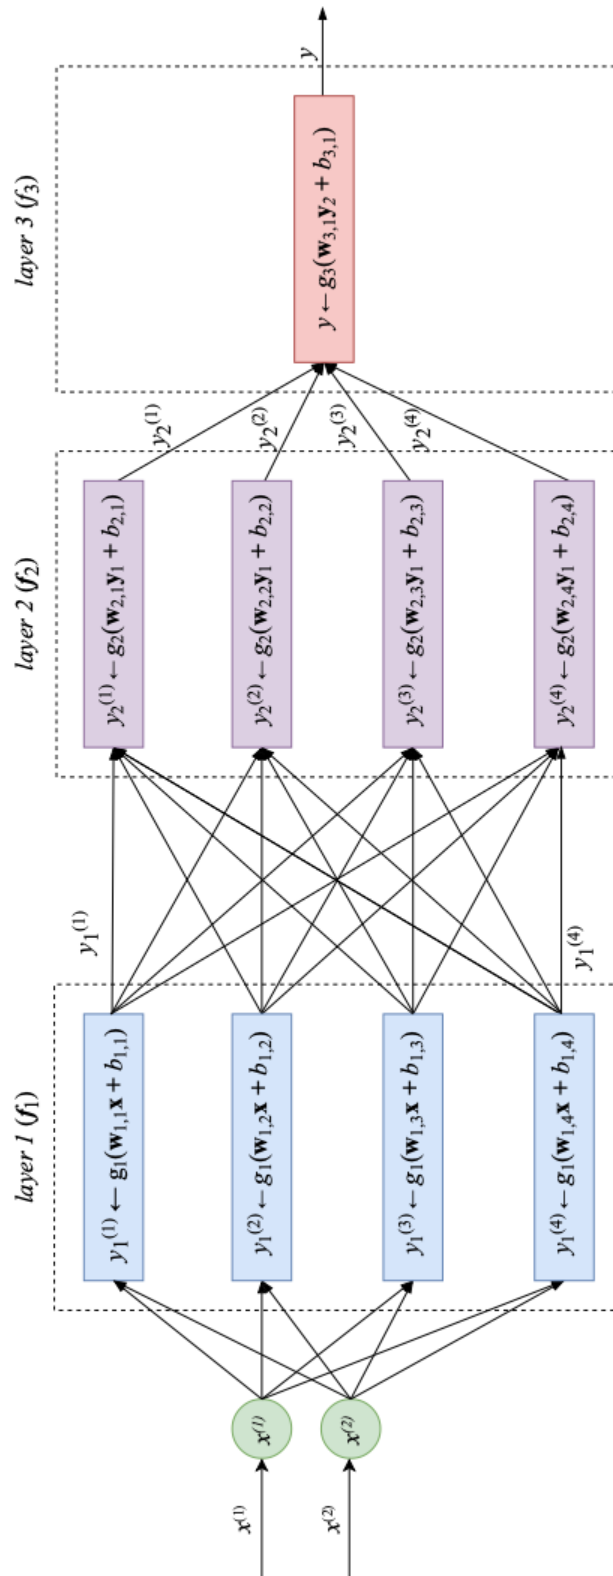 layer 1 (f₁)
layer 2 (f₂)
layer 3 (f₃)
x⁽¹⁾
x⁽²⁾
x⁽¹⁾
x⁽²⁾
y₁⁽¹⁾ ← g₁(w₁,₁x + b₁,₁)
y₁⁽²⁾ ← g₁(w₁,₂x + b₁,₂)
y₁⁽³⁾ ← g₁(w₁,₃x + b₁,₃)
y₁⁽⁴⁾ ← g₁(w₁,₄x + b₁,₄)
y₁⁽¹⁾
y₁⁽⁴⁾
y₂⁽¹⁾ ← g₂(w₂,₁y₁ + b₂,₁)
y₂⁽²⁾ ← g₂(w₂,₂y₁ + b₂,₂)
y₂⁽³⁾ ← g₂(w₂,₃y₁ + b₂,₃)
y₂⁽⁴⁾ ← g₂(w₂,₄y₁ + b₂,₄)
y₂⁽¹⁾
y₂⁽²⁾
y₂⁽³⁾
y₂⁽⁴⁾
y ← g₃(w₃,₁y₂ + b₃,₁)
y